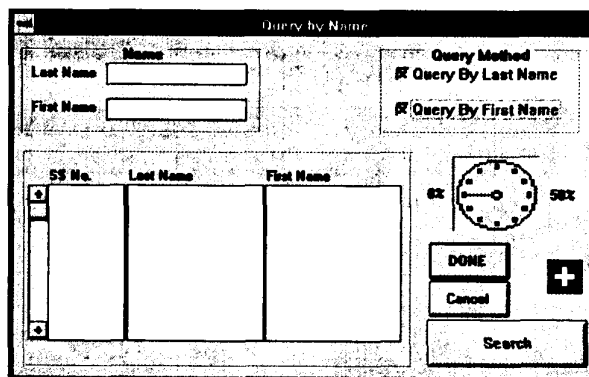 Query by Name
Name
Last Name
First Name
Query Method
Query By Last Name
Query By First Name
SS No. Last Name First Name
0% 50%
DONE
Cancel
Search